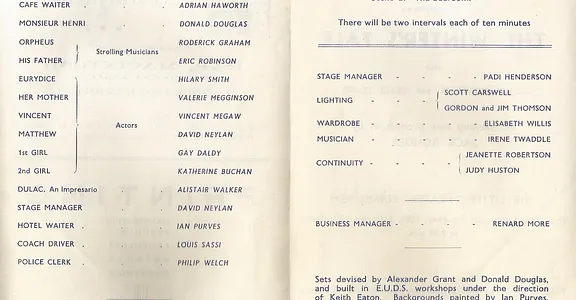 CAFE WAITER . . . ADRIAN HAWORTH
MONSIEUR HENRI . . DONALD DOUGLAS
ORPHEUS RODERICK GRAHAM
Strolling Musicians
HIS FATHER ERIC ROBINSON
EURYDICE HILARY SMITH
HER MOTHER VALERIE MEGGINSON
VINCENT VINCENT MEGAW
Actors
MATTHEW DAVID NEYLAN
1st GIRL GAY DALDY
2nd GIRL KATHERINE BUCHAN
DULAC, An Impresario . . ALISTAIR WALKER
STAGE MANAGER . . DAVID NEYLAN
HOTEL WAITER . . . IAN PURVES
COACH DRIVER . . . LOUIS SASSI
POLICE CLERK . . . PHILIP WELCH
There will be two intervals each of ten minutes
STAGE MANAGER - - - - PADI HENDERSON
LIGHTING - - - SCOTT CARSWELL
GORDON and JIM THOMSON
WARDROBE - - - - ELISABETH WILLIS
MUSICIAN - - - - IRENE TWADDLE
CONTINUITY - - - - JEANETTE ROBERTSON
JUDY HUSTON
BUSINESS MANAGER - - - - RENARD MORE
Sets devised by Alexander Grant and Donald Douglas,
and built in E.U.D.S. workshops under the direction
of Keith Eaton. Backgrounds painted by Ian Purves,